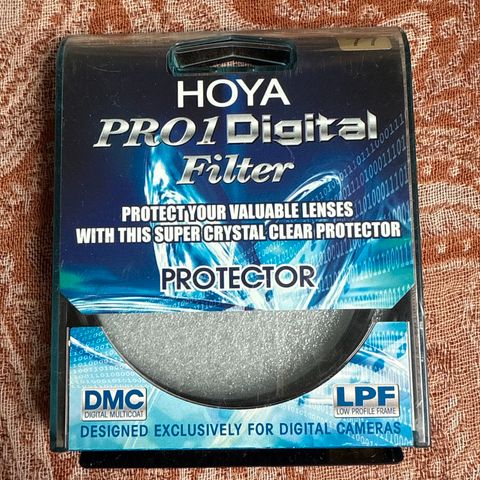 77
HOYA
PRO1 Digital
Filter
PROTECT YOUR VALUABLE LENSES
WITH THIS SUPER CRYSTAL CLEAR PROTECTOR
PROTECTOR
DMC
DIGITAL MULTICOAT
LPF
LOW PROFILE FRAME
DESIGNED EXCLUSIVELY FOR DIGITAL CAMERAS